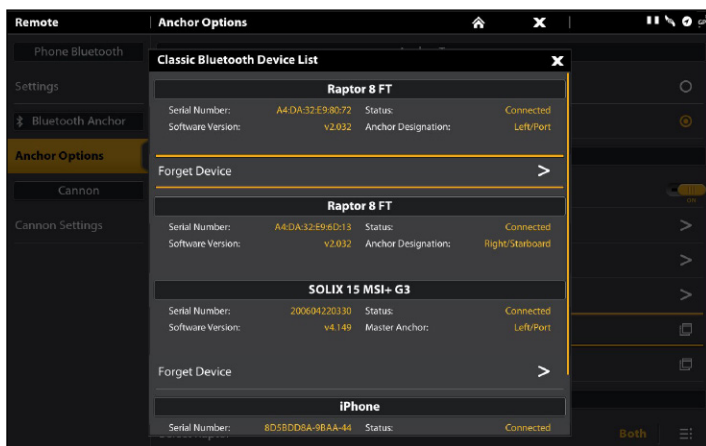 Remote
Anchor Options
X
Phone Bluetooth
Settings
Bluetooth Anchor
Anchor Options
Cannon
Cannon Settings
ON
Both
Classic Bluetooth Device List
X
Raptor 8 FT
Serial Number: A4:DA:32:E9:80:72 Status: Connected
Software Version: v2.032 Anchor Designation: Left/Port
Forget Device >
Raptor 8 FT
Serial Number: A4:DA:32:E9:6D:13 Status: Connected
Software Version: v2.032 Anchor Designation: Right/Starboard
SOLIX 15 MSI+ G3
Serial Number: 200604220330 Status: Connected
Software Version: v4.149 Master Anchor: Left/Port
Forget Device >
iPhone
Serial Number: 8D5BDD8A-9BAA-44 Status: Connected